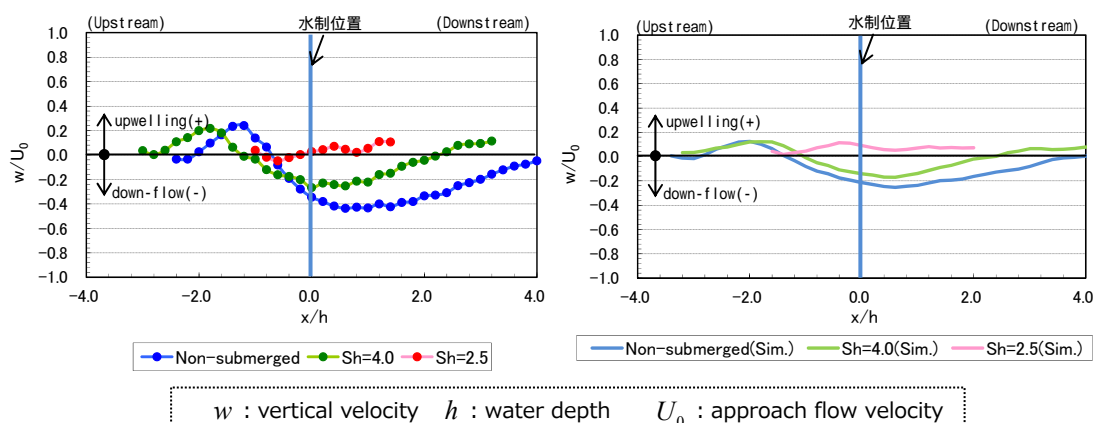 (Upstream) 水制位置 (Downstream)
1.0
0.8
0.6
0.4
0.2
0.0
-0.2
-0.4
-0.6
-0.8
-1.0
w/U0
upwelling(+)
down-flow(-)
-4.0 -2.0 0.0 2.0 4.0
x/h
Non-submerged Sh=4.0 Sh=2.5
(Upstream) 水制位置 (Downstream)
1.0
0.8
0.6
0.4
0.2
0.0
-0.2
-0.4
-0.6
-0.8
-1.0
w/U0
upwelling(+)
down-flow(-)
-4.0 -2.0 0.0 2.0 4.0
x/h
Non-submerged(Sim.) Sh=4.0(Sim.) Sh=2.5(Sim.)
w : vertical velocity h : water depth U0 : approach flow velocity